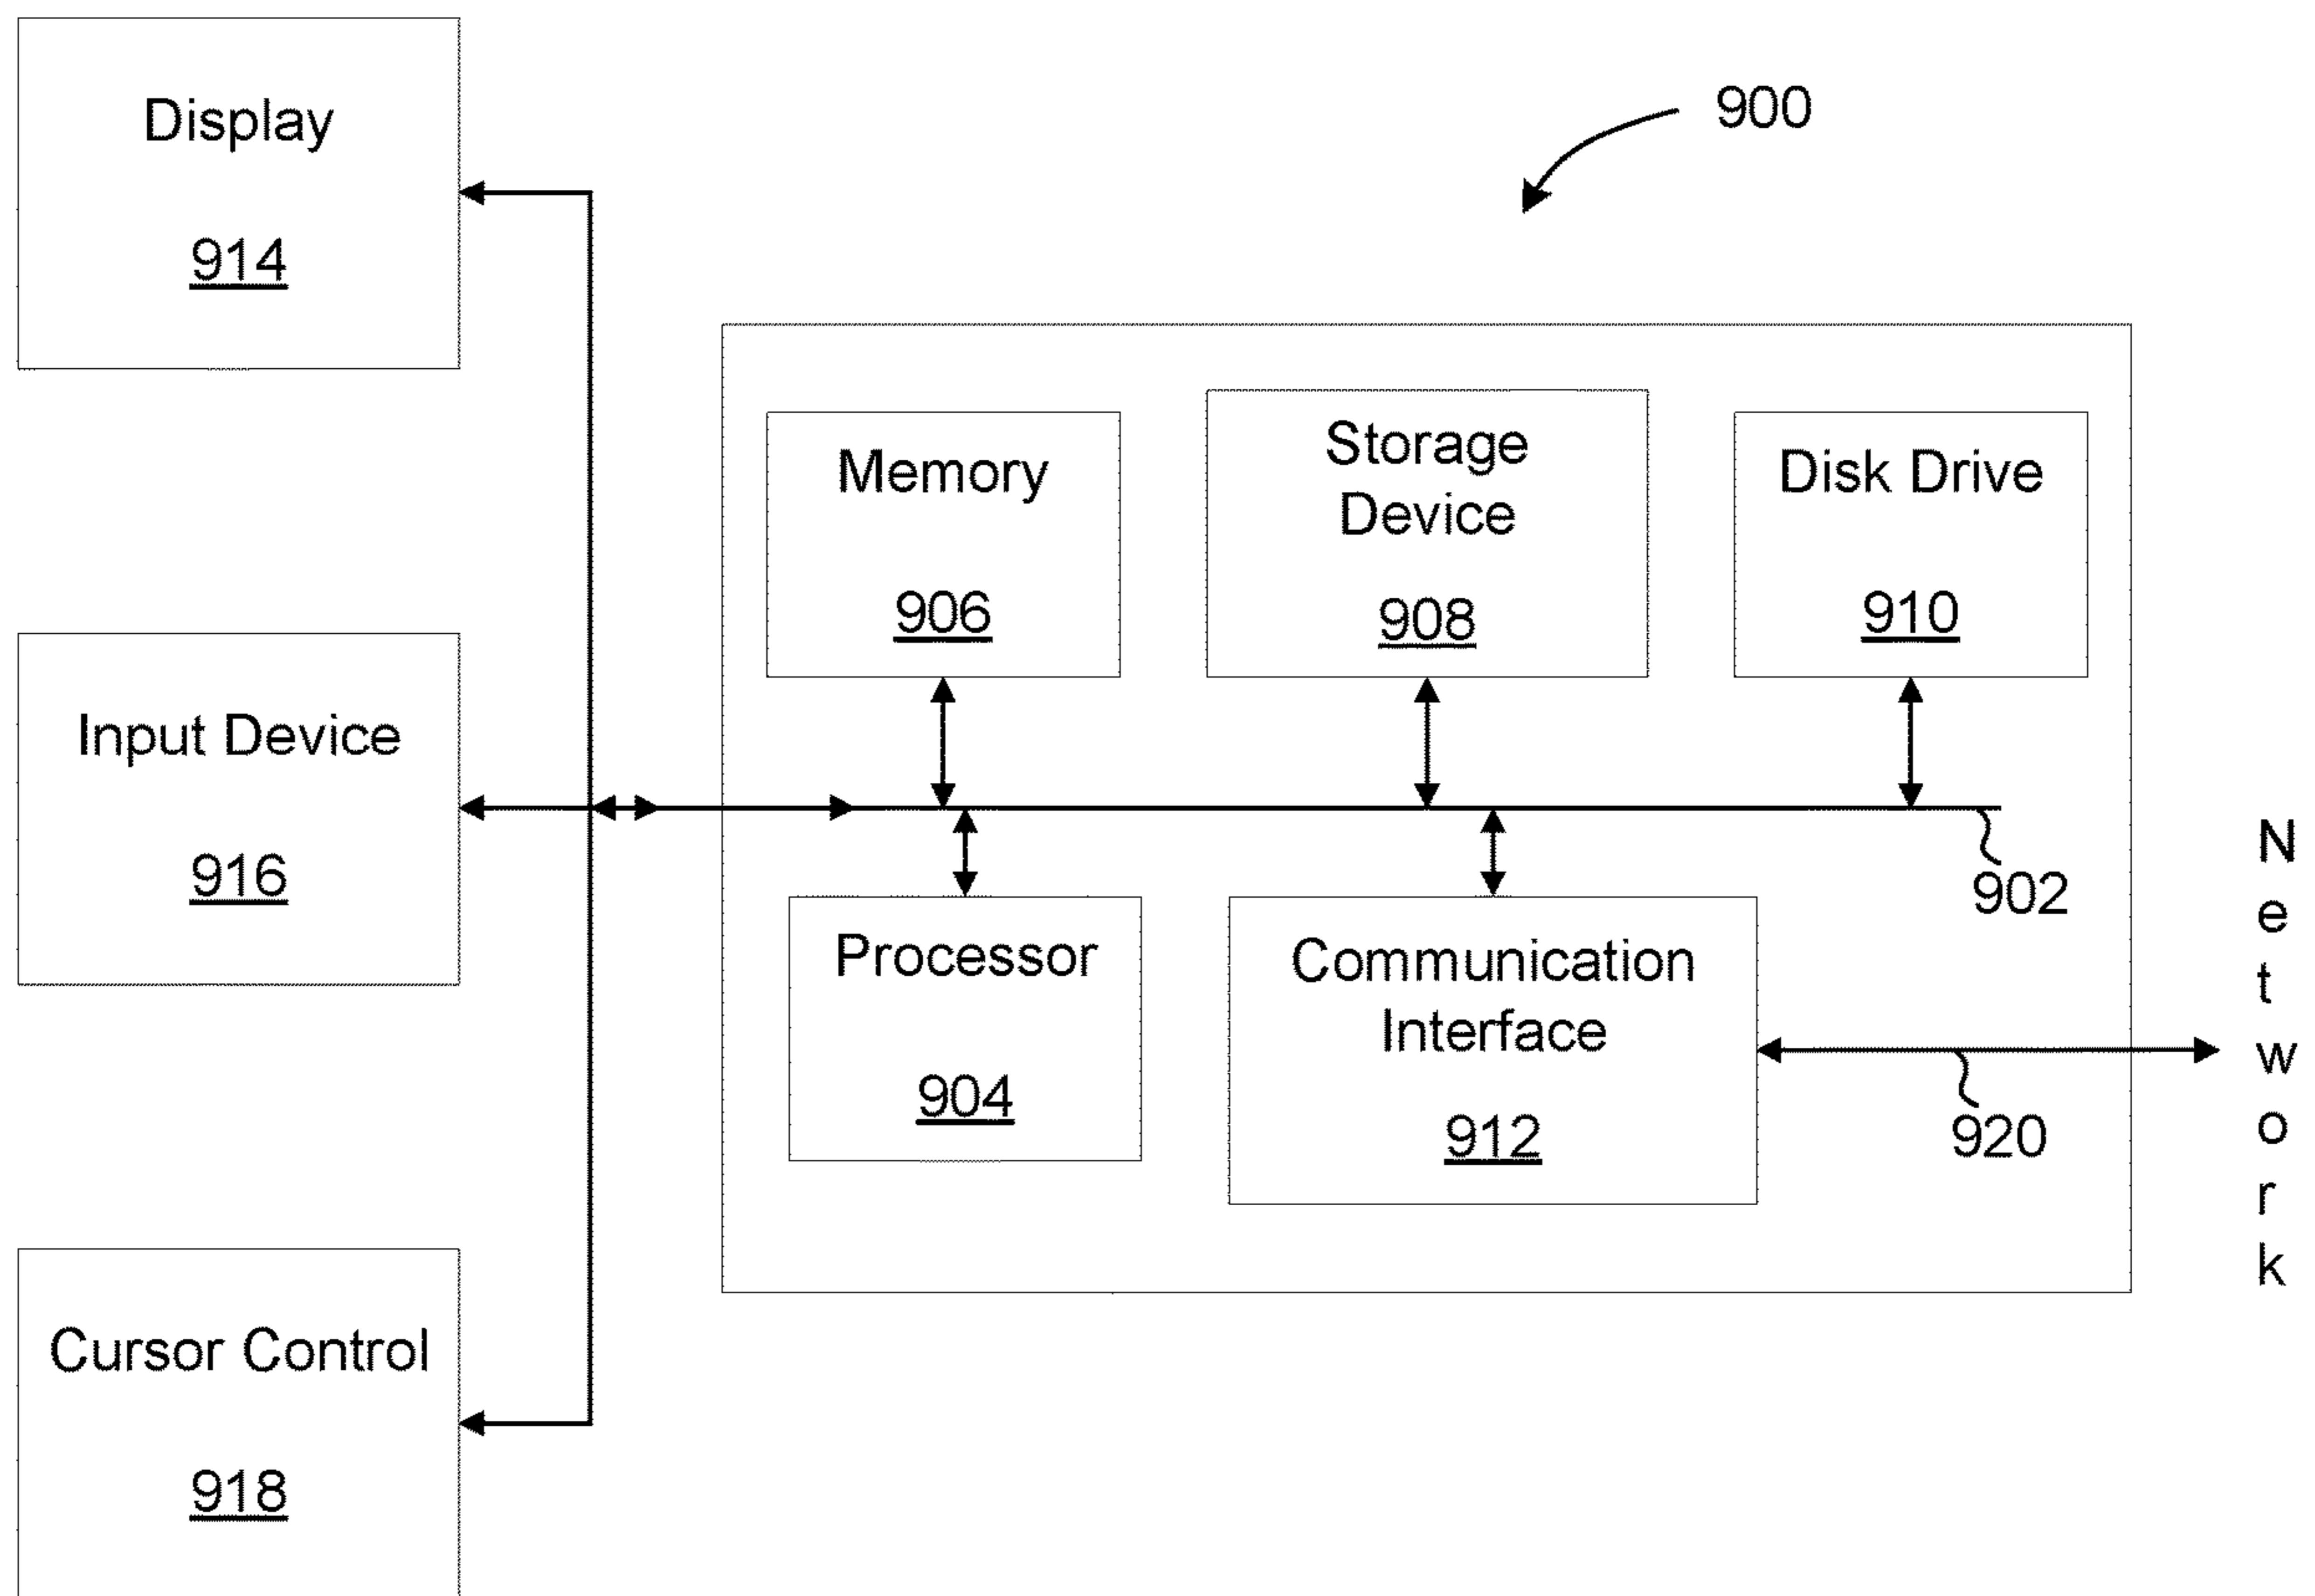 Display
914
900
Memory
906
Storage
Device
908
Disk Drive
910
Input Device
916
902
Processor
904
Communication
Interface
912
920
Network
Cursor Control
918